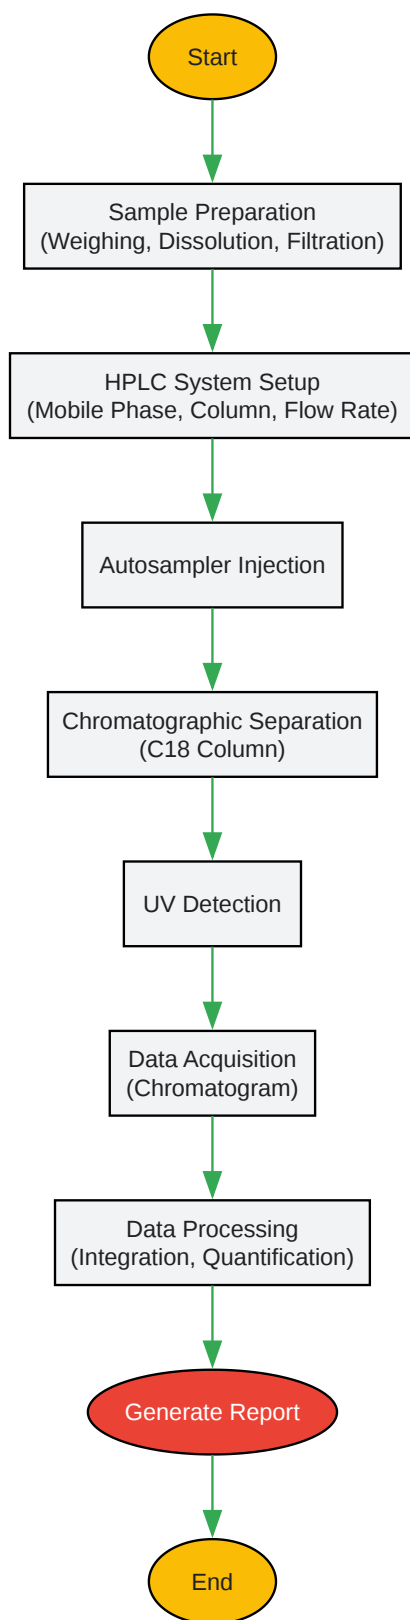 Start
Sample Preparation
(Weighing, Dissolution, Filtration)
HPLC System Setup
(Mobile Phase, Column, Flow Rate)
Autosampler Injection
Chromatographic Separation
(C18 Column)
UV Detection
Data Acquisition
(Chromatogram)
Data Processing
(Integration, Quantification)
Generate Report
End